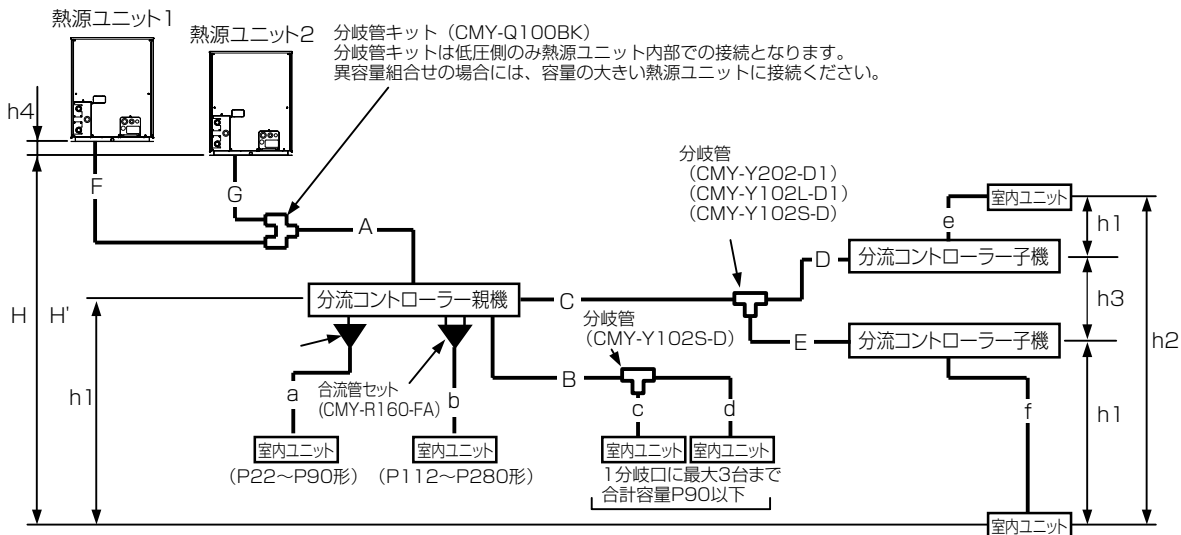 熱源ユニット1
熱源ユニット2
分岐管キット（CMY-Q100BK）
分岐管キットは低圧側のみ熱源ユニット内部での接続となります。
異容量組合せの場合には、容量の大きい熱源ユニットに接続ください。
h4
F
G
A
分岐管
（CMY-Y202-D1）
（CMY-Y102L-D1）
（CMY-Y102S-D）
室内ユニット
e
h1
D
分流コントローラー子機
H
H'
分流コントローラー親機
C
h3
h2
分岐管
（CMY-Y102S-D）
E
分流コントローラー子機
h1
a
合流管セット
(CMY-R160-FA)
b
B
c
d
f
h1
室内ユニット
室内ユニット
室内ユニット
室内ユニット
（P22～P90形）
（P112～P280形）
1分岐口に最大3台まで
合計容量P90以下
室内ユニット